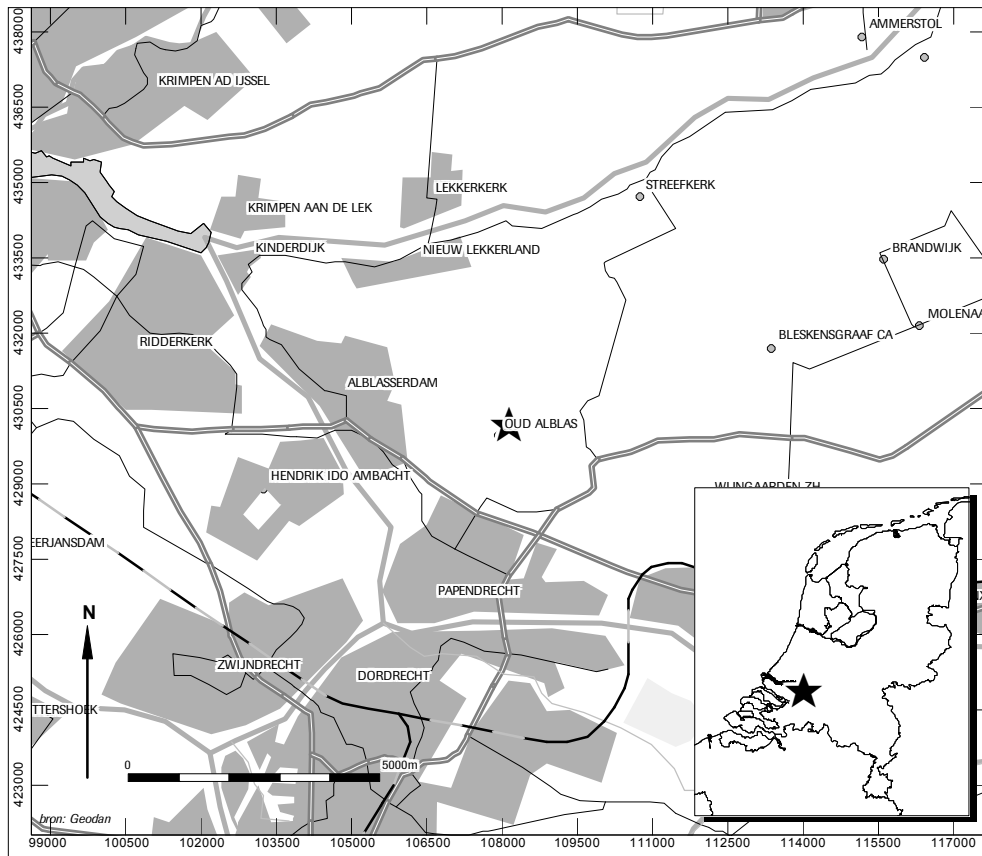 438000
436500
435000
433500
432000
430500
429000
427500
426000
424500
423000
AMMERSTOL
KRIMPEN AD IJSSEL
LEKKERKERK
STREEFKERK
KRIMPEN AAN DE LEK
KINDERDIJK
NIEUW LEKKERLAND
BRANDWIJK
MOLENAA
RIDDERKERK
BLESKENSGRAAF CA
ALBLASSERDAM
OUD ALBLAS
HENDRIK IDO AMBACHT
WIJNGAARDEN ZH
EERJANSDAM
PAPENDRECHT
N
ZWIJNDRECHT
DORDRECHT
TTERSHOEK
0
5000m
bron: Geodan
99000
100500
102000
103500
105000
106500
108000
109500
111000
112500
114000
115500
117000